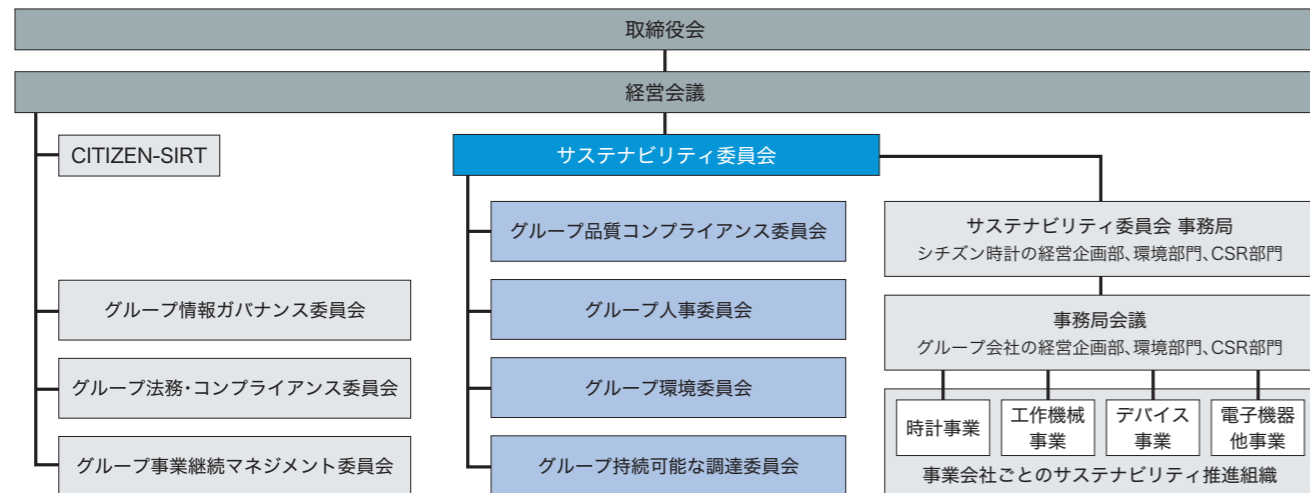 取締役会
経営会議
CITIZEN-SIRT
グループ情報ガバナンス委員会
グループ法務・コンプライアンス委員会
グループ事業継続マネジメント委員会
サステナビリティ委員会
グループ品質コンプライアンス委員会
グループ人事委員会
グループ環境委員会
グループ持続可能な調達委員会
サステナビリティ委員会 事務局
シチズン時計の経営企画部、環境部門、CSR部門
事務局会議
グループ会社の経営企画部、環境部門、CSR部門
時計事業
工作機械
事業
デバイス
事業
電子機器
他事業
事業会社ごとのサステナビリティ推進組織